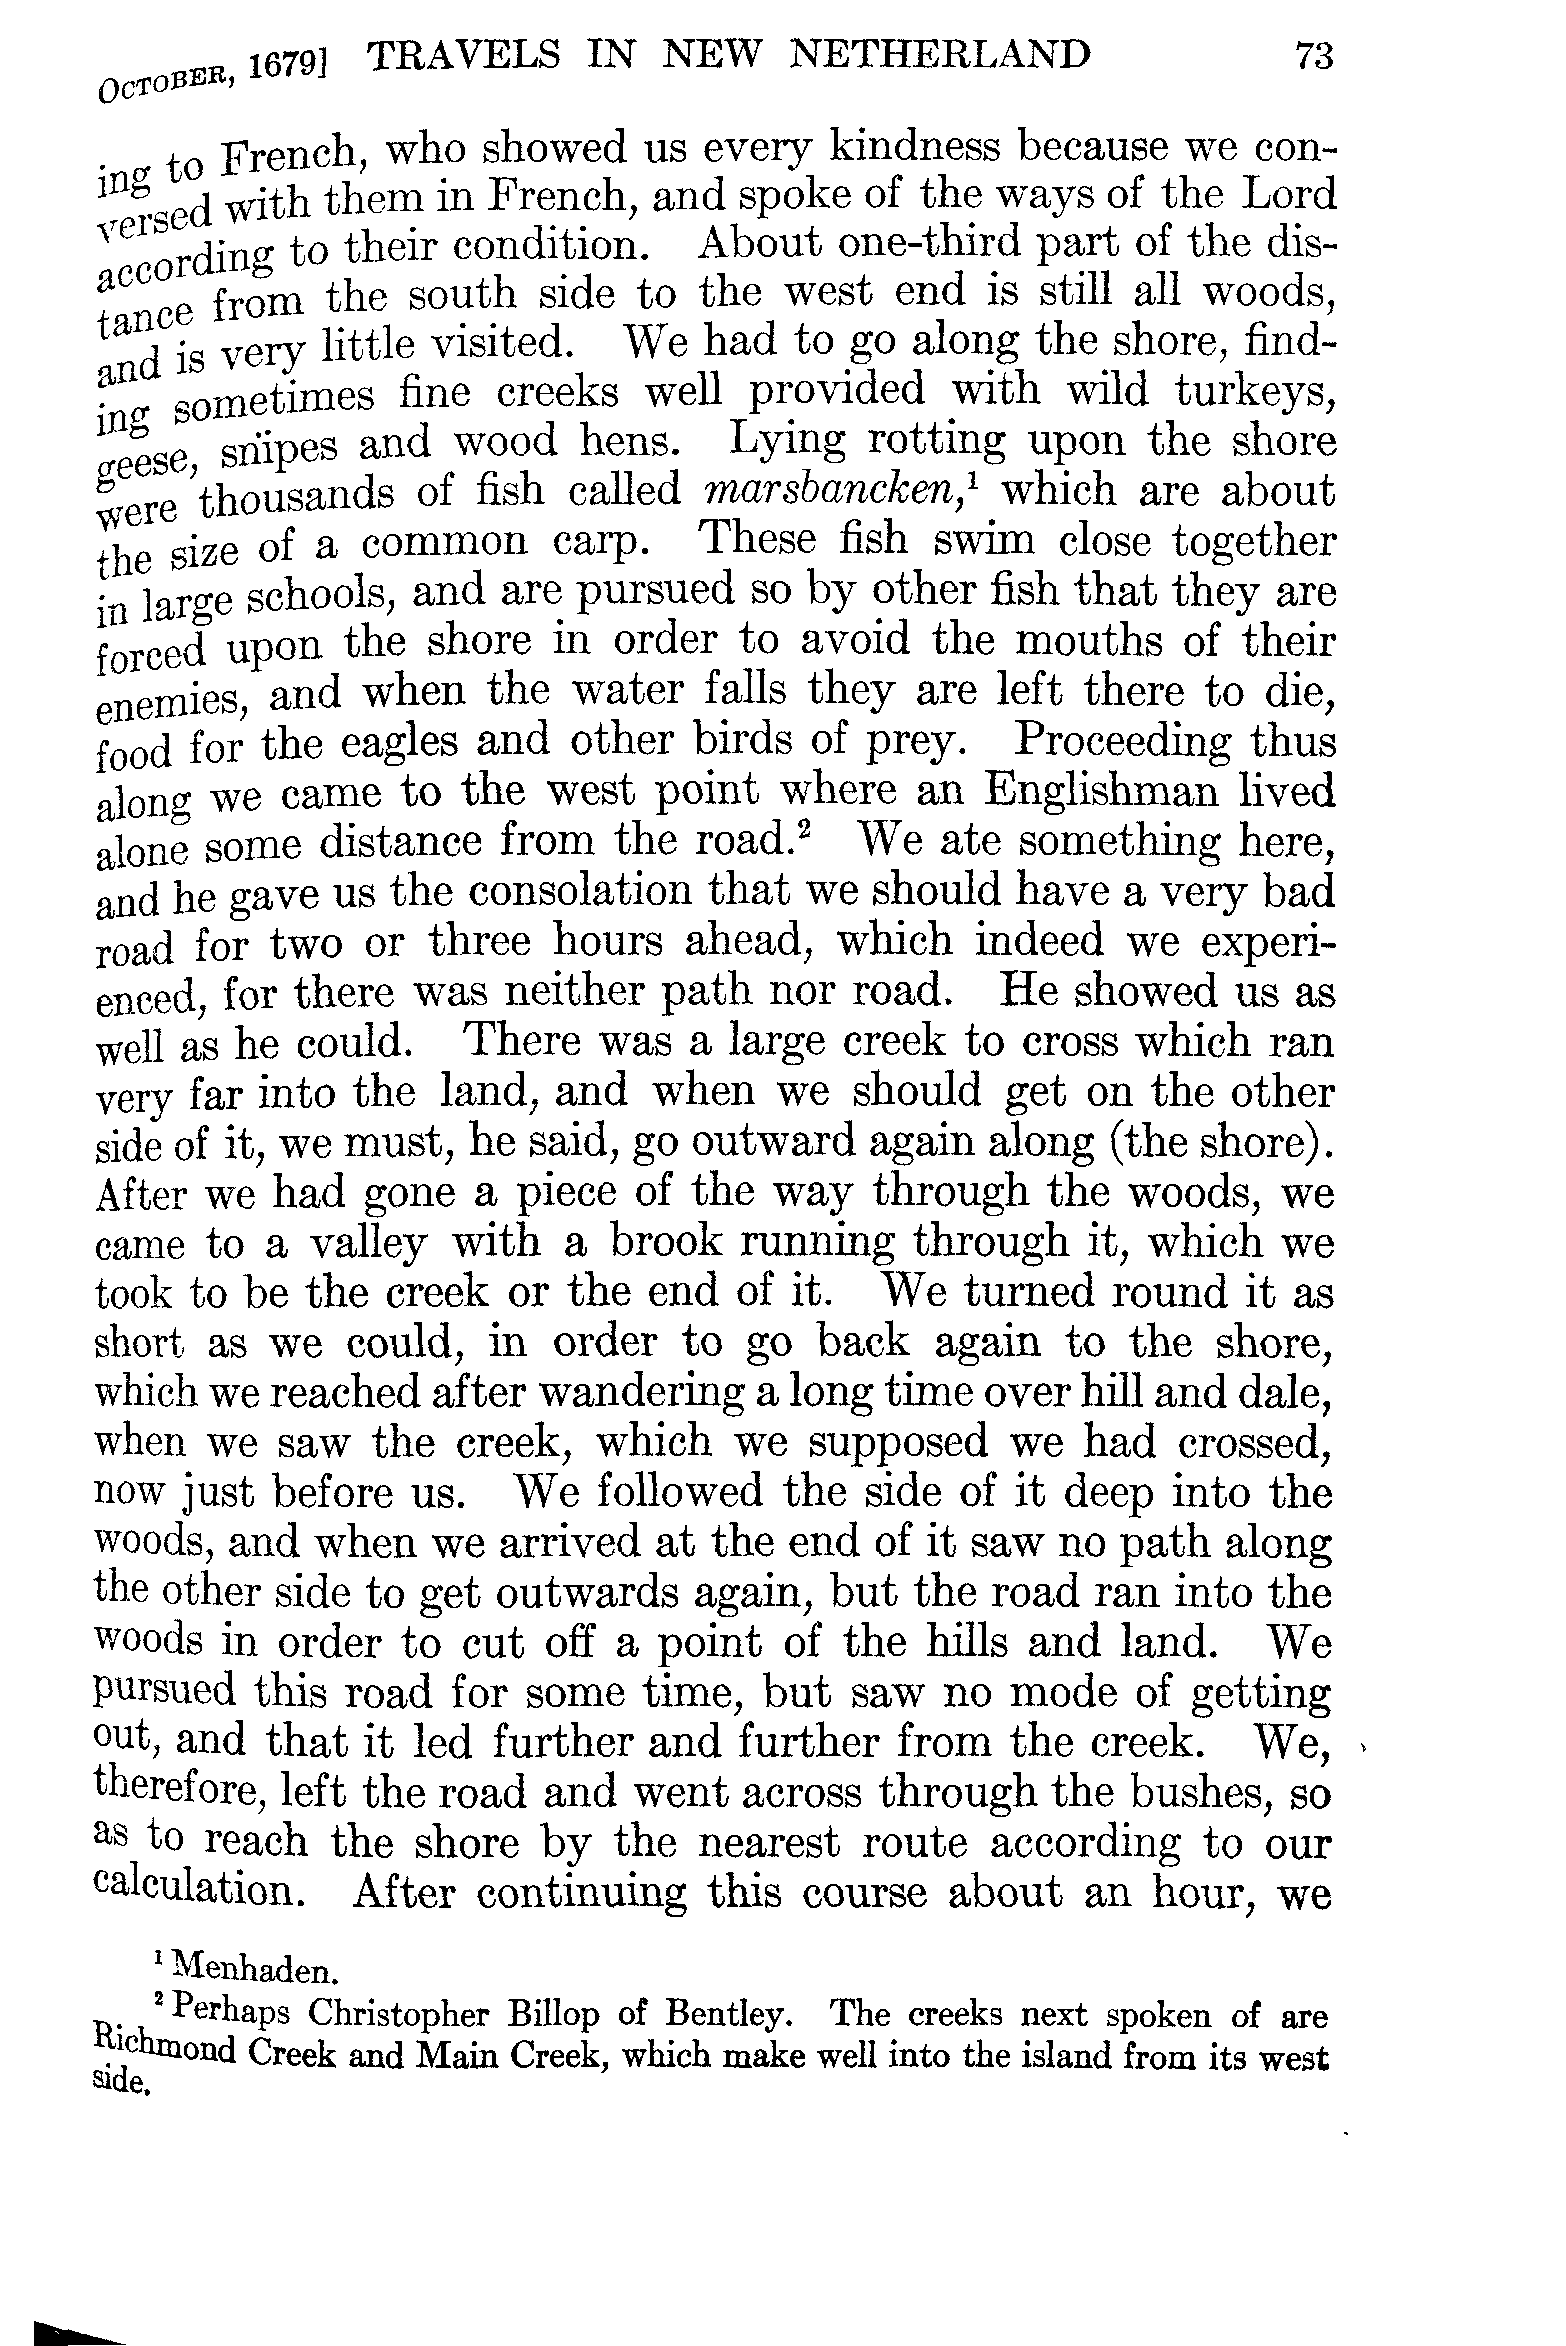 OCTOBER, 1679] TRAVELS IN NEW NETHERLAND 73
ing to French, who showed us every kindness because we con-
versed with them in French, and spoke of the ways of the Lord
according to their condition. About one-third part of the dis-
tance from the south side to the west end is still all woods,
and is very little visited. We had to go along the shore, find-
ing sometimes fine creeks well provided with wild turkeys,
geese, snipes and wood hens. Lying rotting upon the shore
were thousands of fish called marsbancken,¹ which are about
the size of a common carp. These fish swim close together
in large schools, and are pursued so by other fish that they are
forced upon the shore in order to avoid the mouths of their
enemies, and when the water falls they are left there to die,
food for the eagles and other birds of prey. Proceeding thus
along we came to the west point where an Englishman lived
alone some distance from the road.² We ate something here,
and he gave us the consolation that we should have a very bad
road for two or three hours ahead, which indeed we experi-
enced, for there was neither path nor road. He showed us as
well as he could. There was a large creek to cross which ran
very far into the land, and when we should get on the other
side of it, we must, he said, go outward again along (the shore).
After we had gone a piece of the way through the woods, we
came to a valley with a brook running through it, which we
took to be the creek or the end of it. We turned round it as
short as we could, in order to go back again to the shore,
which we reached after wandering a long time over hill and dale,
when we saw the creek, which we supposed we had crossed,
now just before us. We followed the side of it deep into the
woods, and when we arrived at the end of it saw no path along
the other side to get outwards again, but the road ran into the
woods in order to cut off a point of the hills and land. We
pursued this road for some time, but saw no mode of getting
out, and that it led further and further from the creek. We,
therefore, left the road and went across through the bushes, so
as to reach the shore by the nearest route according to our
calculation. After continuing this course about an hour, we
¹ Menhaden.
² Perhaps Christopher Billop of Bentley. The creeks next spoken of are
Richmond Creek and Main Creek, which make well into the island from its west
side.